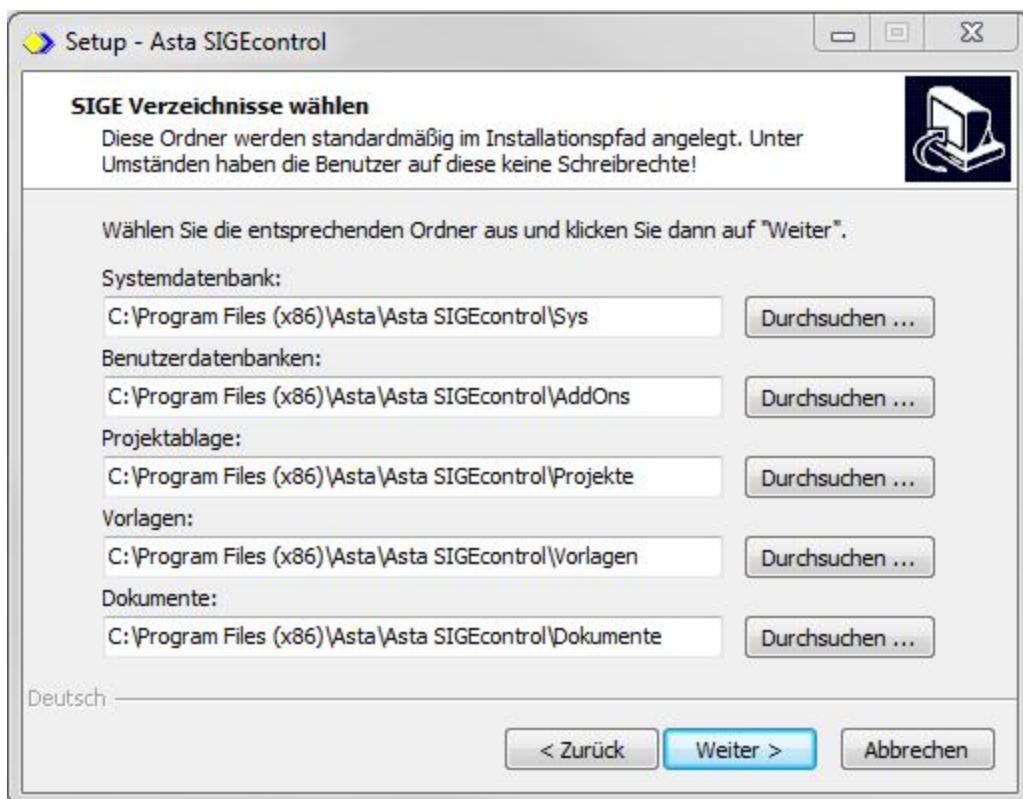 Setup - Asta SIGEcontrol
SIGE Verzeichnisse wählen
Diese Ordner werden standardmäßig im Installationspfad angelegt. Unter
Umständen haben die Benutzer auf diese keine Schreibrechte!
Wählen Sie die entsprechenden Ordner aus und klicken Sie dann auf "Weiter".
Systemdatenbank:
C:\Program Files (x86)\Asta\Asta SIGEcontrol\Sys
Durchsuchen ...
Benutzerdatenbanken:
C:\Program Files (x86)\Asta\Asta SIGEcontrol\AddOns
Durchsuchen ...
Projektablage:
C:\Program Files (x86)\Asta\Asta SIGEcontrol\Projekte
Durchsuchen ...
Vorlagen:
C:\Program Files (x86)\Asta\Asta SIGEcontrol\Vorlagen
Durchsuchen ...
Dokumente:
C:\Program Files (x86)\Asta\Asta SIGEcontrol\Dokumente
Durchsuchen ...
Deutsch
< Zurück
Weiter >
Abbrechen